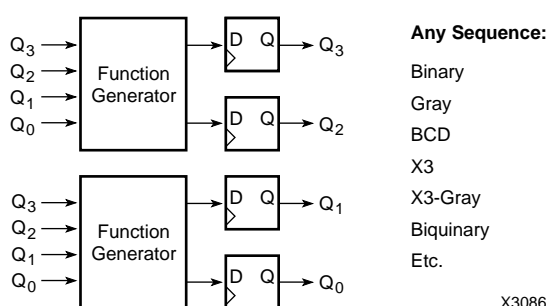 Q3
Q2
Q1
Q0
Function
Generator
D Q
Q3
D Q
Q2
Q3
Q2
Q1
Q0
Function
Generator
D Q
Q1
D Q
Q0
Any Sequence:
Binary
Gray
BCD
X3
X3-Gray
Biquinary
Etc.
X3086